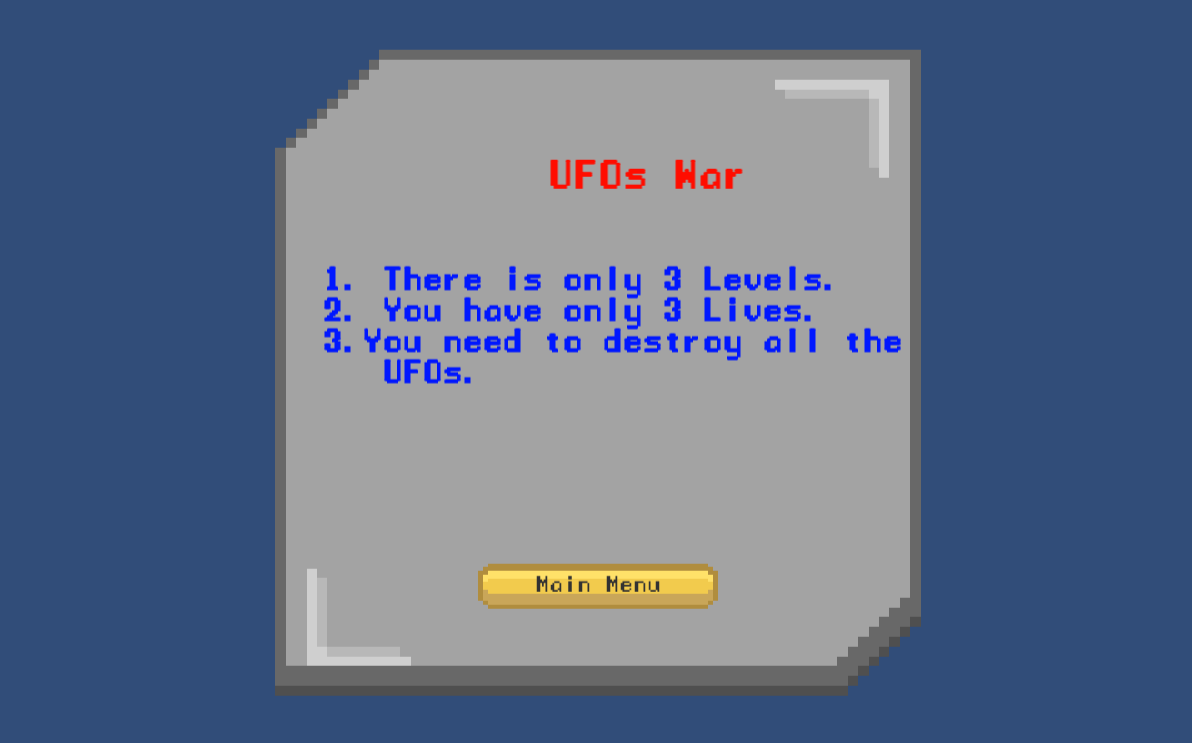 UFOs War
1. There is only 3 Levels.
2. You have only 3 Lives.
3. You need to destroy all the
UFOs.
Main Menu